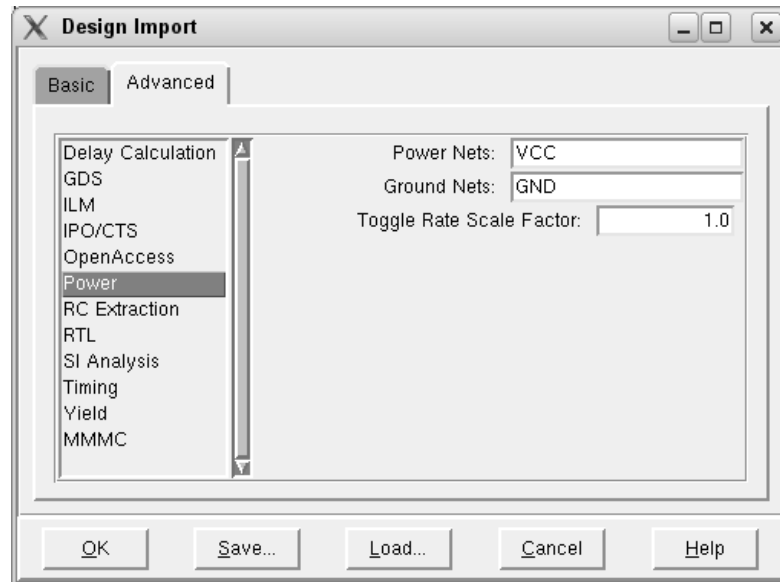 Design Import
Basic
Advanced
Delay Calculation
GDS
ILM
IPO/CTS
OpenAccess
Power
RC Extraction
RTL
SI Analysis
Timing
Yield
MMMC
Power Nets: VCC
Ground Nets: GND
Toggle Rate Scale Factor: 1.0
OK
Save...
Load...
Cancel
Help